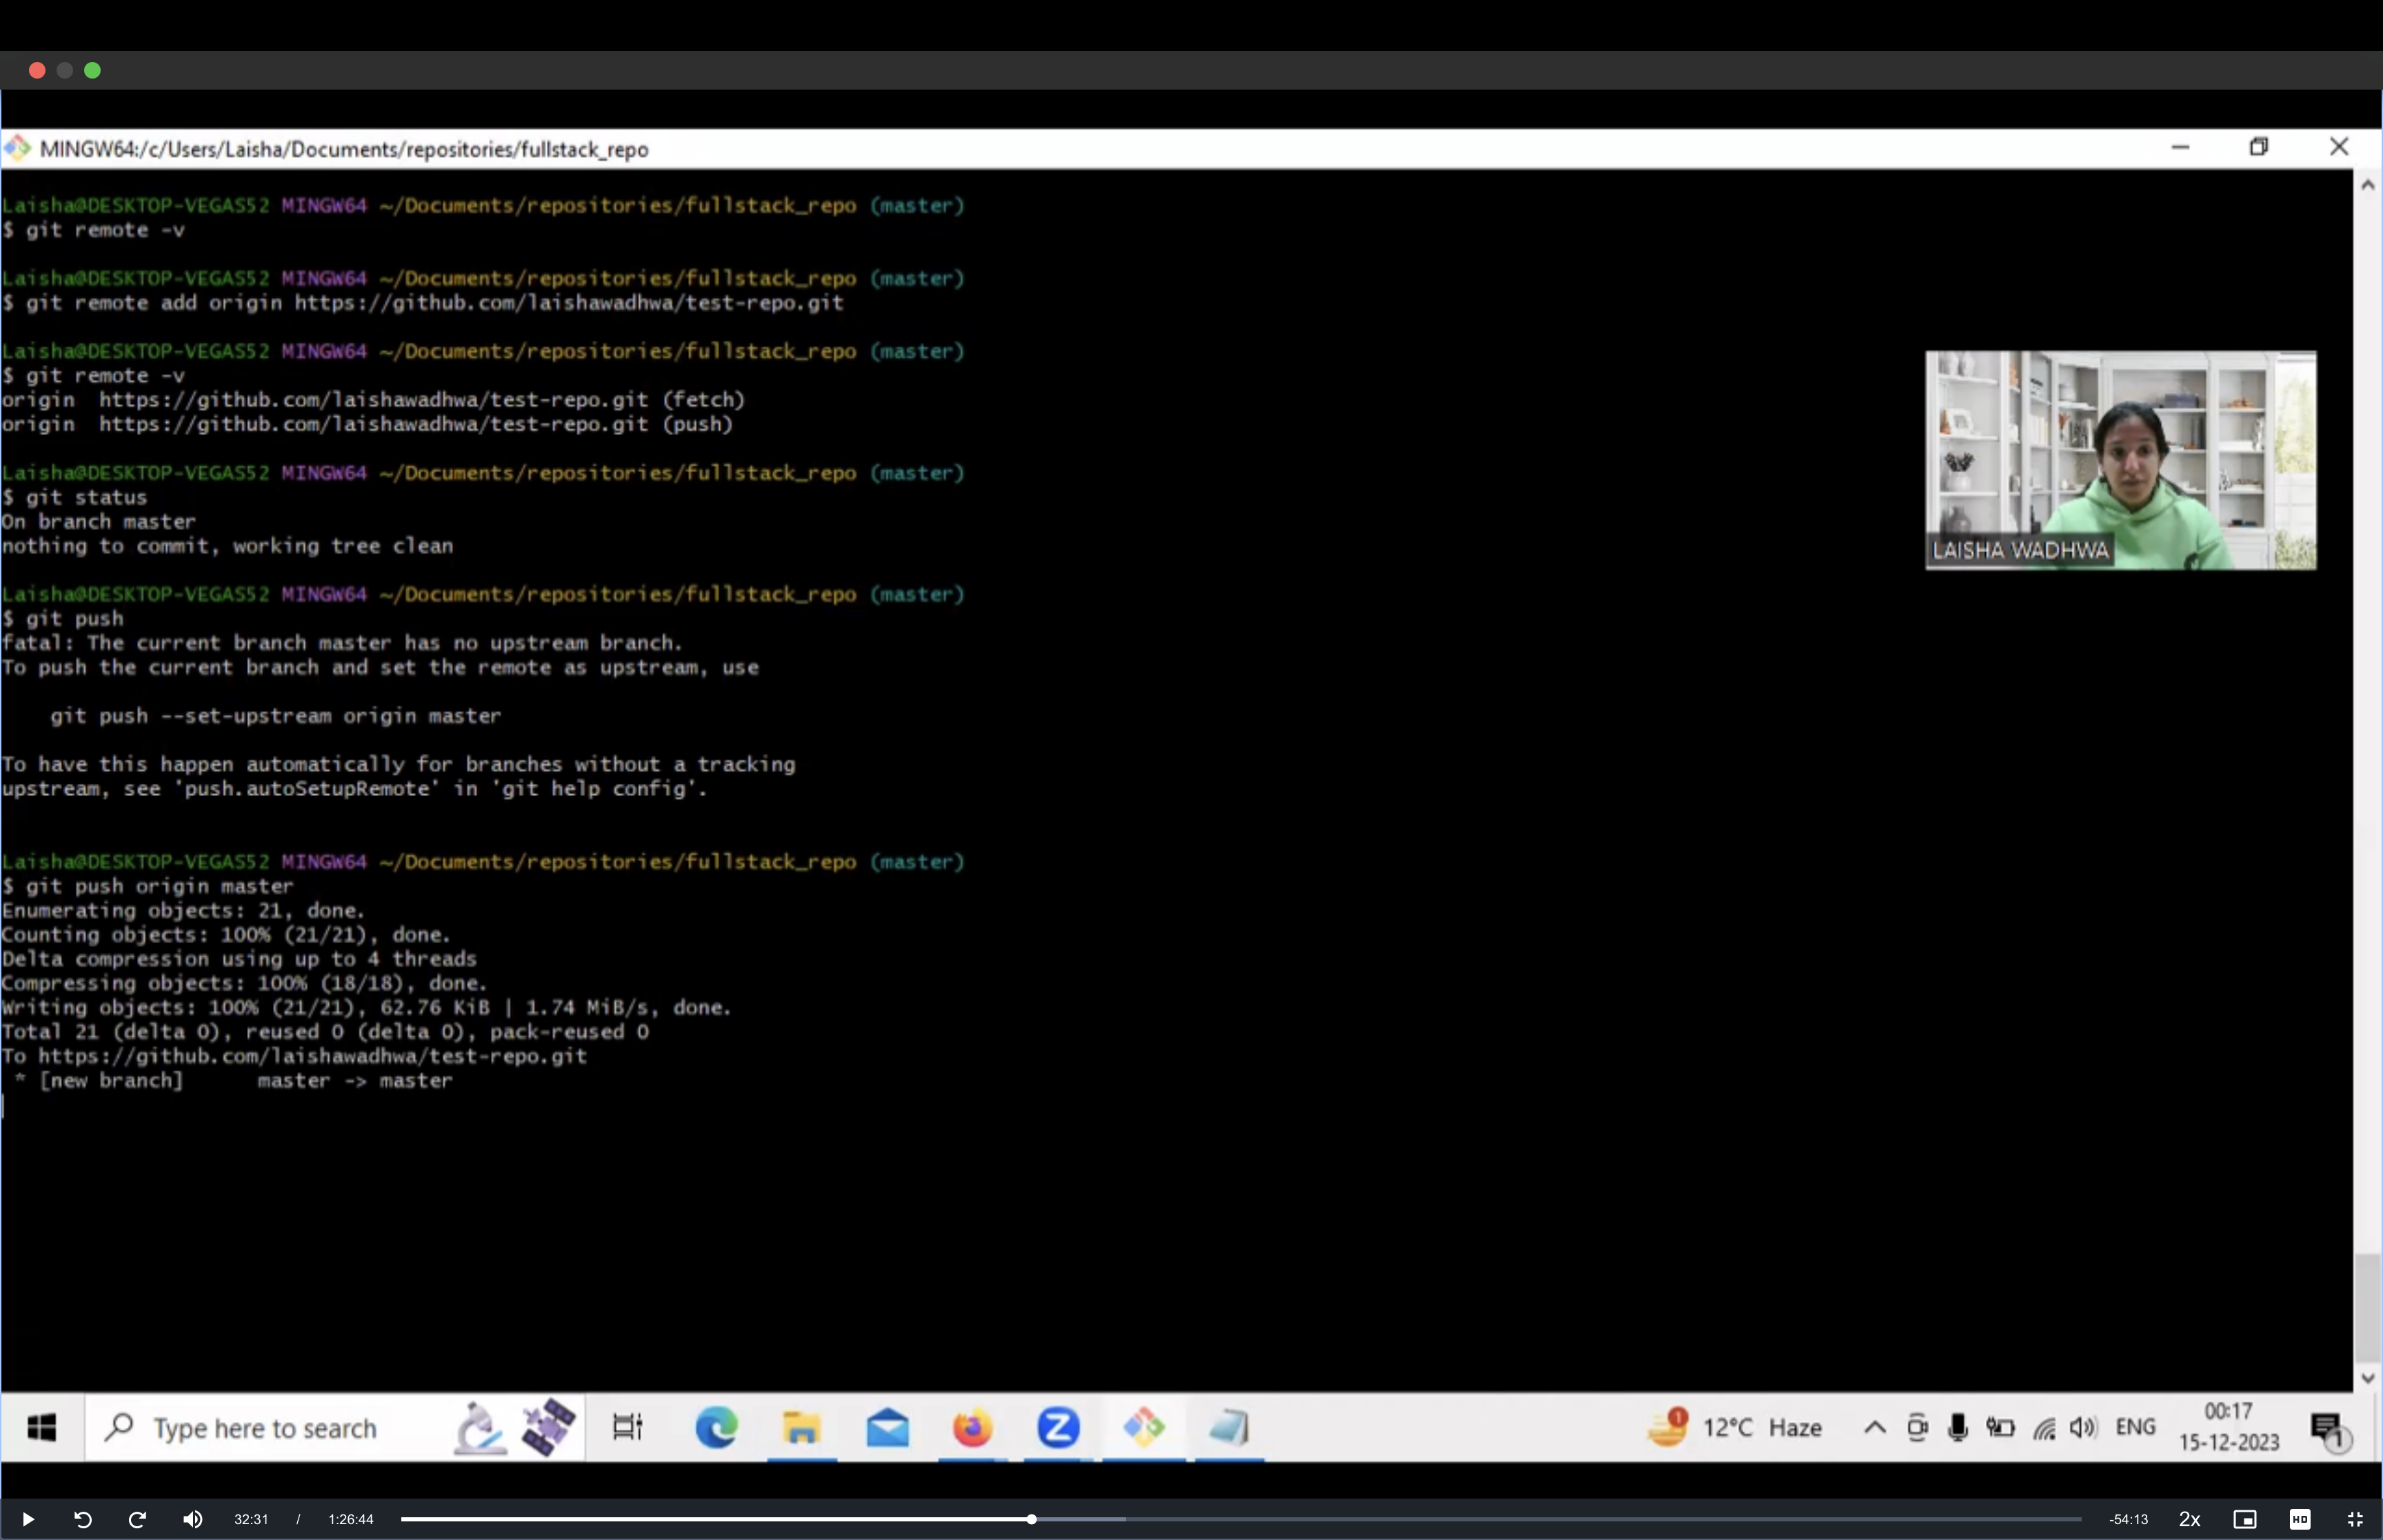 MINGW64:/c/Users/Laisha/Documents/repositories/fullstack_repo
Laisha@DESKTOP-VEGAS52 MINGW64 ~/Documents/repositories/fullstack_repo (master)
$ git remote -v
Laisha@DESKTOP-VEGAS52 MINGW64 ~/Documents/repositories/fullstack_repo (master)
$ git remote add origin https://github.com/laishawadhwa/test-repo.git
Laisha@DESKTOP-VEGAS52 MINGW64 ~/Documents/repositories/fullstack_repo (master)
$ git remote -v
origin  https://github.com/laishawadhwa/test-repo.git (fetch)
origin  https://github.com/laishawadhwa/test-repo.git (push)
Laisha@DESKTOP-VEGAS52 MINGW64 ~/Documents/repositories/fullstack_repo (master)
$ git status
On branch master
nothing to commit, working tree clean
LAISHA WADHWA
Laisha@DESKTOP-VEGAS52 MINGW64 ~/Documents/repositories/fullstack_repo (master)
$ git push
fatal: The current branch master has no upstream branch.
To push the current branch and set the remote as upstream, use
git push --set-upstream origin master
To have this happen automatically for branches without a tracking
upstream, see 'push.autoSetupRemote' in 'git help config'.
Laisha@DESKTOP-VEGAS52 MINGW64 ~/Documents/repositories/fullstack_repo (master)
$ git push origin master
Enumerating objects: 21, done.
Counting objects: 100% (21/21), done.
Delta compression using up to 4 threads
Compressing objects: 100% (18/18), done.
Writing objects: 100% (21/21), 62.76 KiB | 1.74 MiB/s, done.
Total 21 (delta 0), reused 0 (delta 0), pack-reused 0
To https://github.com/laishawadhwa/test-repo.git
* [new branch]      master -> master
Type here to search
Z
1
12°C Haze
ENG
00:17
15-12-2023
1
32:31 / 1:26:44
-54:13
2x
HD